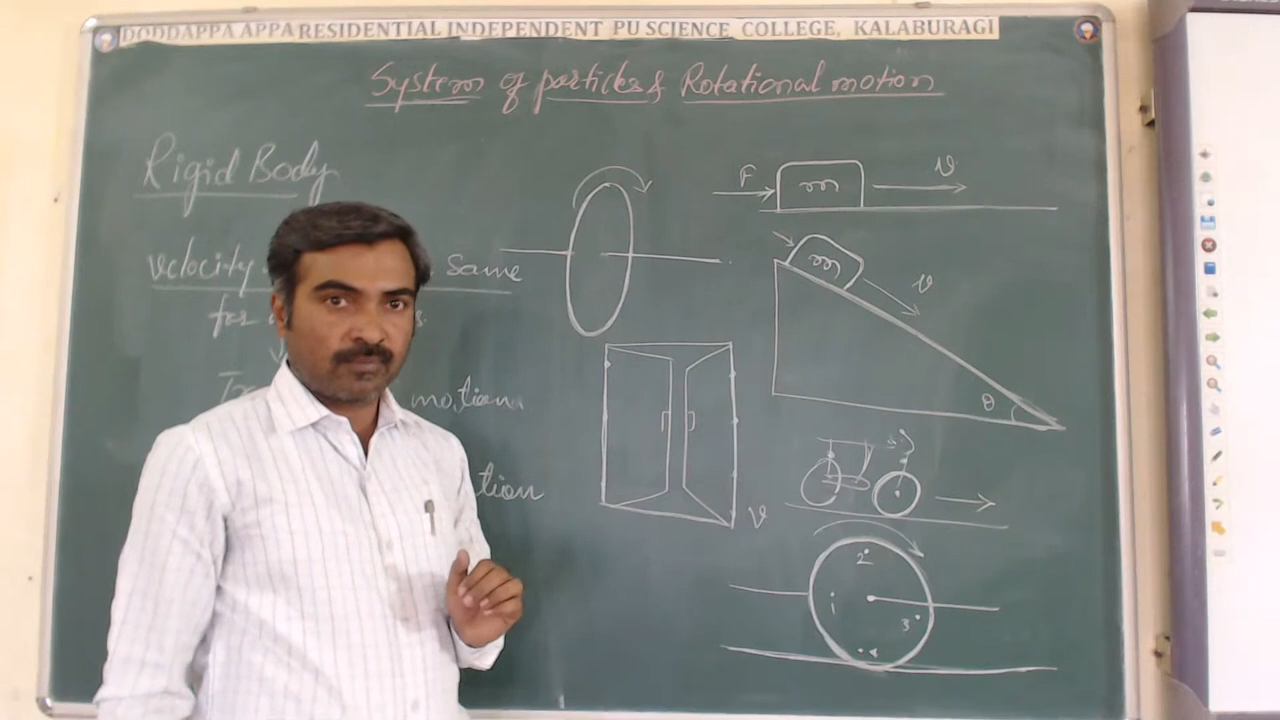 DODDAPPA APPA RESIDENTIAL INDEPENDENT PU SCIENCE COLLEGE, KALABURAGI
System of particles & Rotational motion
Rigid Body
F
v
velocity same
v
for
motion
θ
tion
v
2
1
3
4